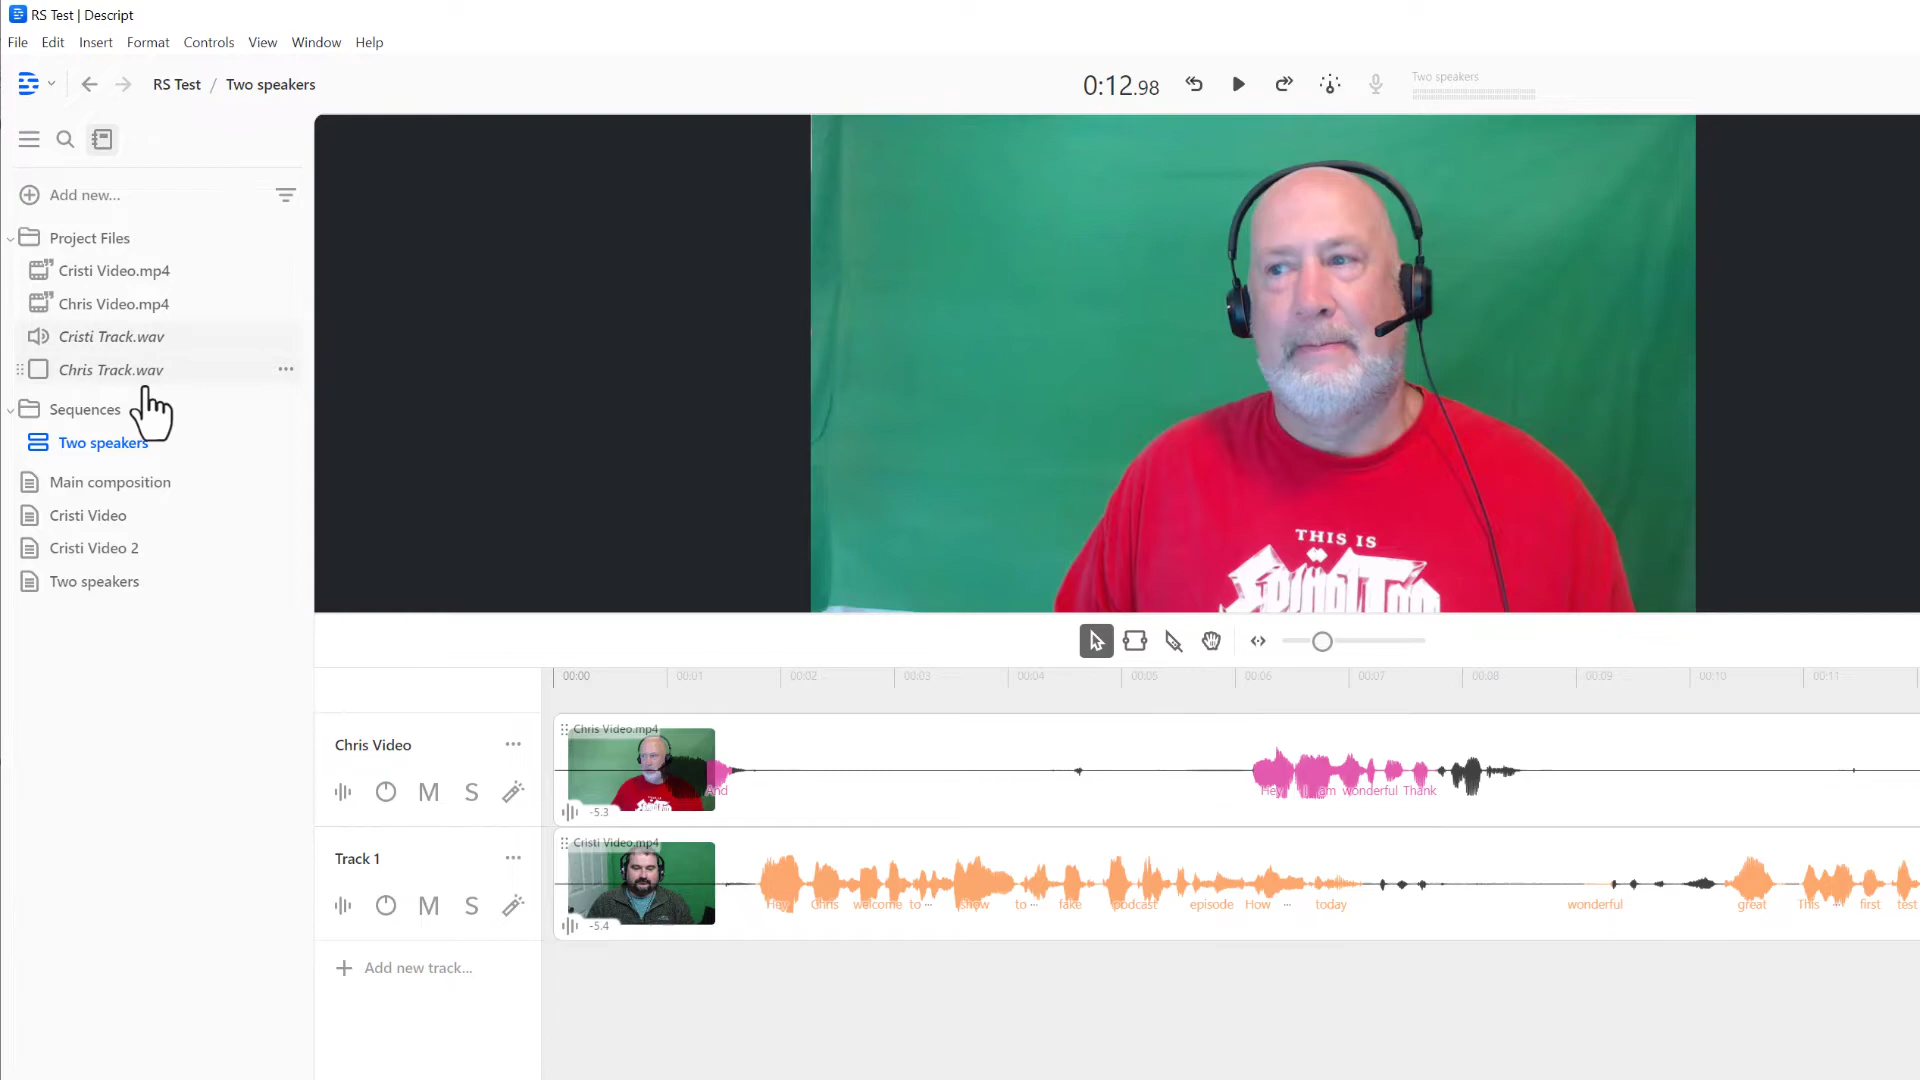 RS Test | Descript
File Edit Insert Format Controls View Window Help
RS Test / Two speakers
0:12.98
Two speakers
Add new...
Project Files
Cristi Video.mp4
Chris Video.mp4
Cristi Track.wav
Chris Track.wav
Sequences
Two speakers
Main composition
Cristi Video
Cristi Video 2
Two speakers
THIS IS
SPINAL TAP
00:00 00:01 00:02 00:03 00:04 00:05 00:06 00:07 00:08 00:09 00:10 00:11
Chris Video
M S
Chris Video.mp4
And Hey I am wonderful Thank
-5.3
Track 1
M S
Cristi Video.mp4
Hey Chris welcome to ... show to ... fake podcast episode How ... today wonderful great This ... first test
-5.4
Add new track...